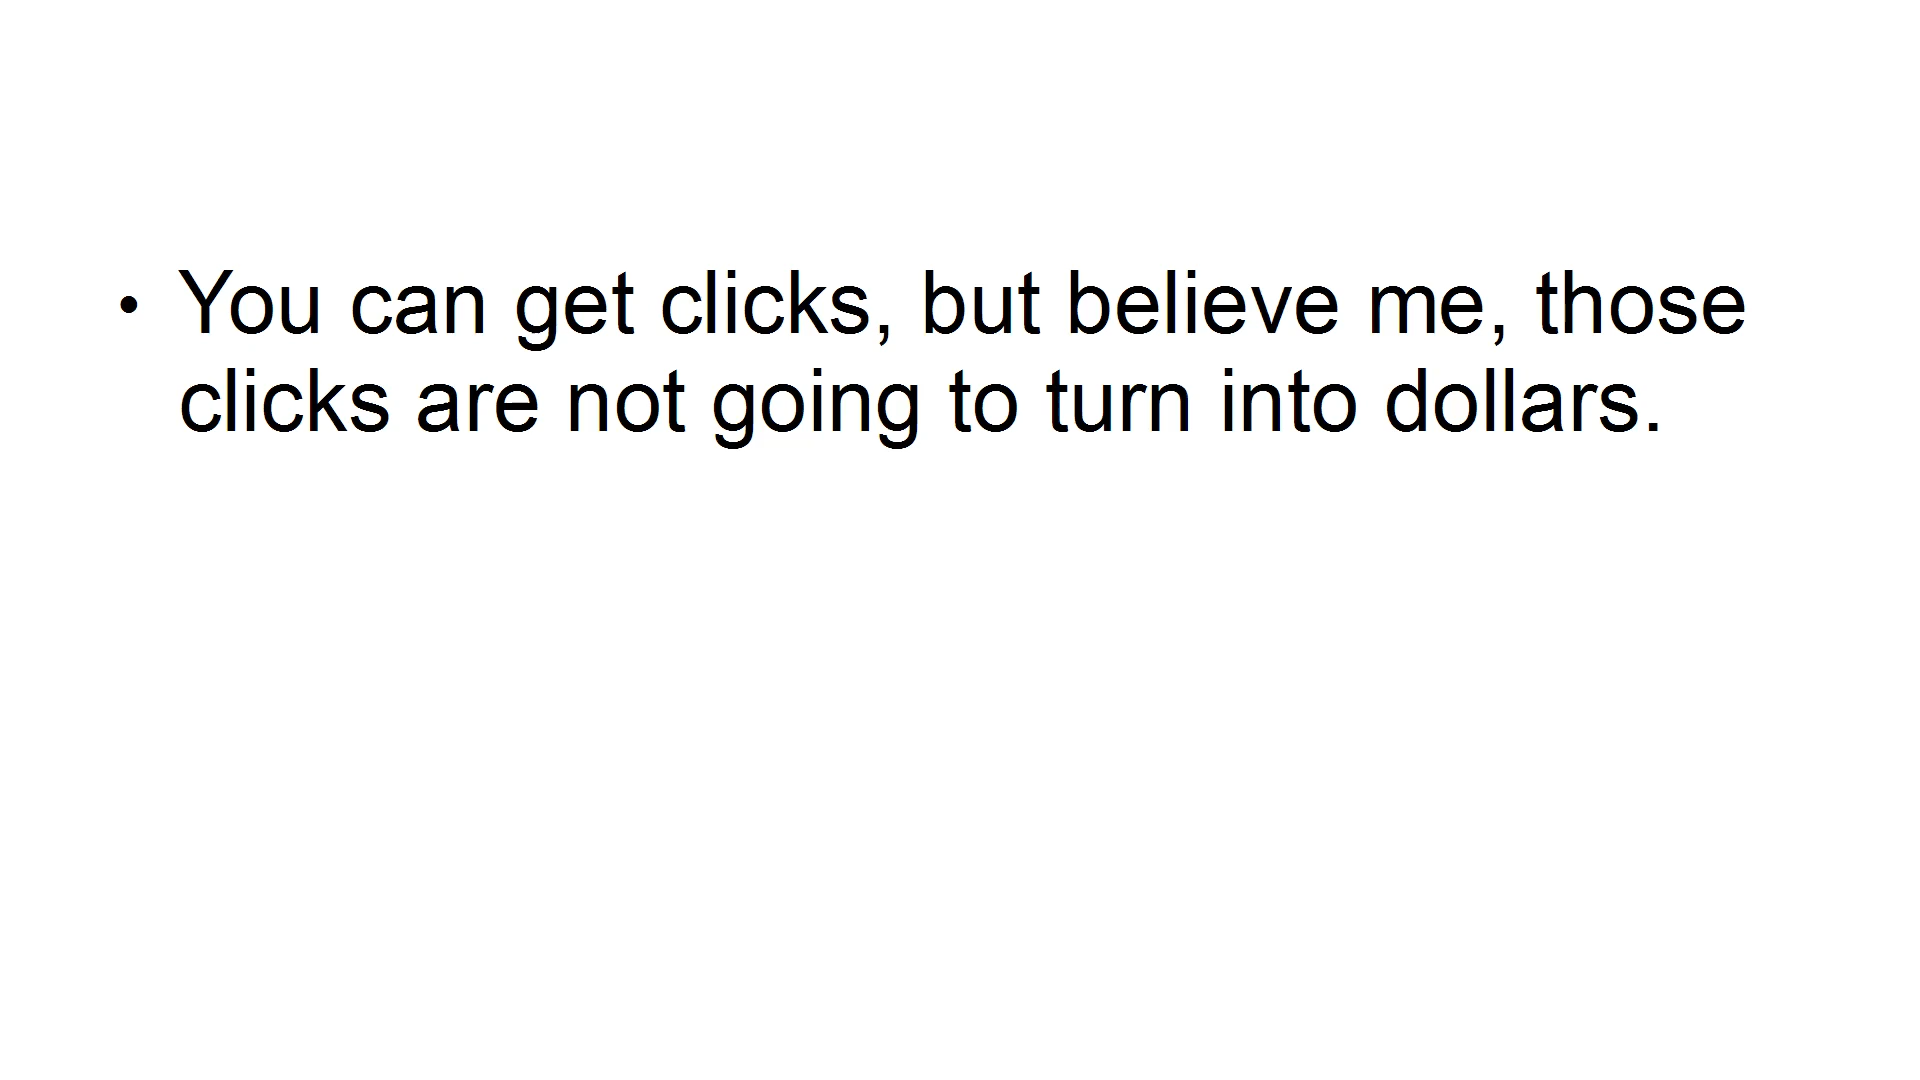 • You can get clicks, but believe me, those
clicks are not going to turn into dollars.